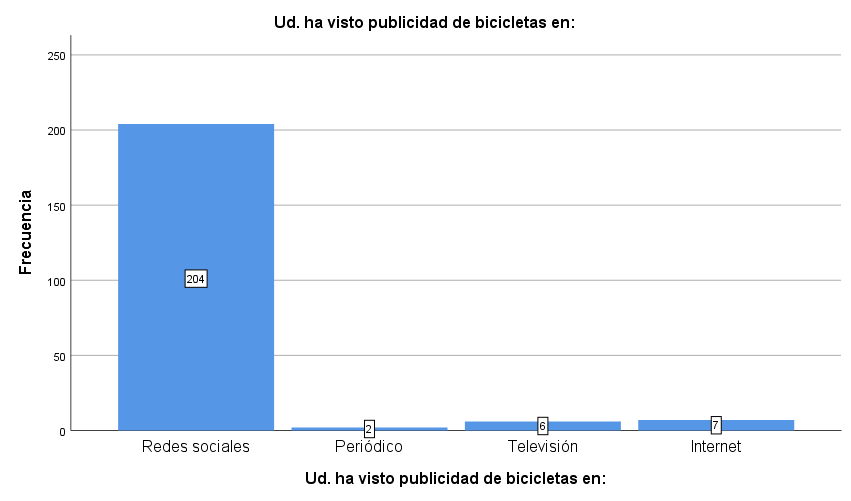 Ud. ha visto publicidad de bicicletas en:
250
200
150
100
50
0
Frecuencia
204
2
6
7
Redes sociales Periódico Televisión Internet
Ud. ha visto publicidad de bicicletas en: